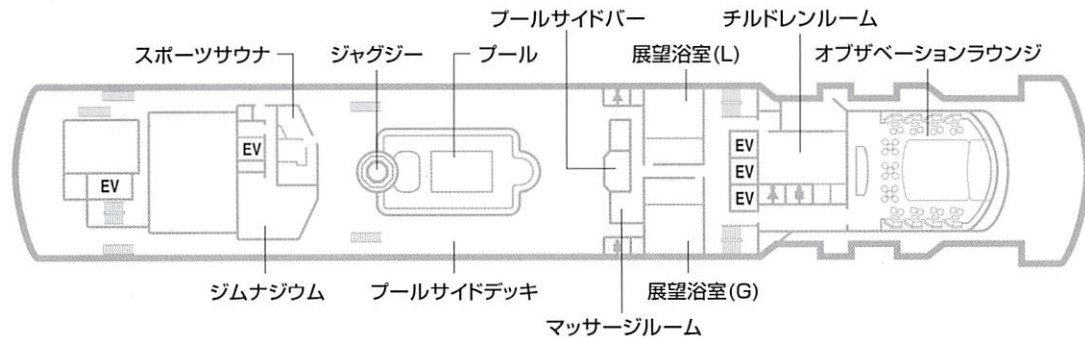 プールサイドバー
チルドレンルーム
スポーツサウナ
ジャグジー
プール
展望浴室(L)
オブザベーションラウンジ
EV
EV
EV
EV
EV
ジムナジウム
プールサイドデッキ
展望浴室(G)
マッサージルーム